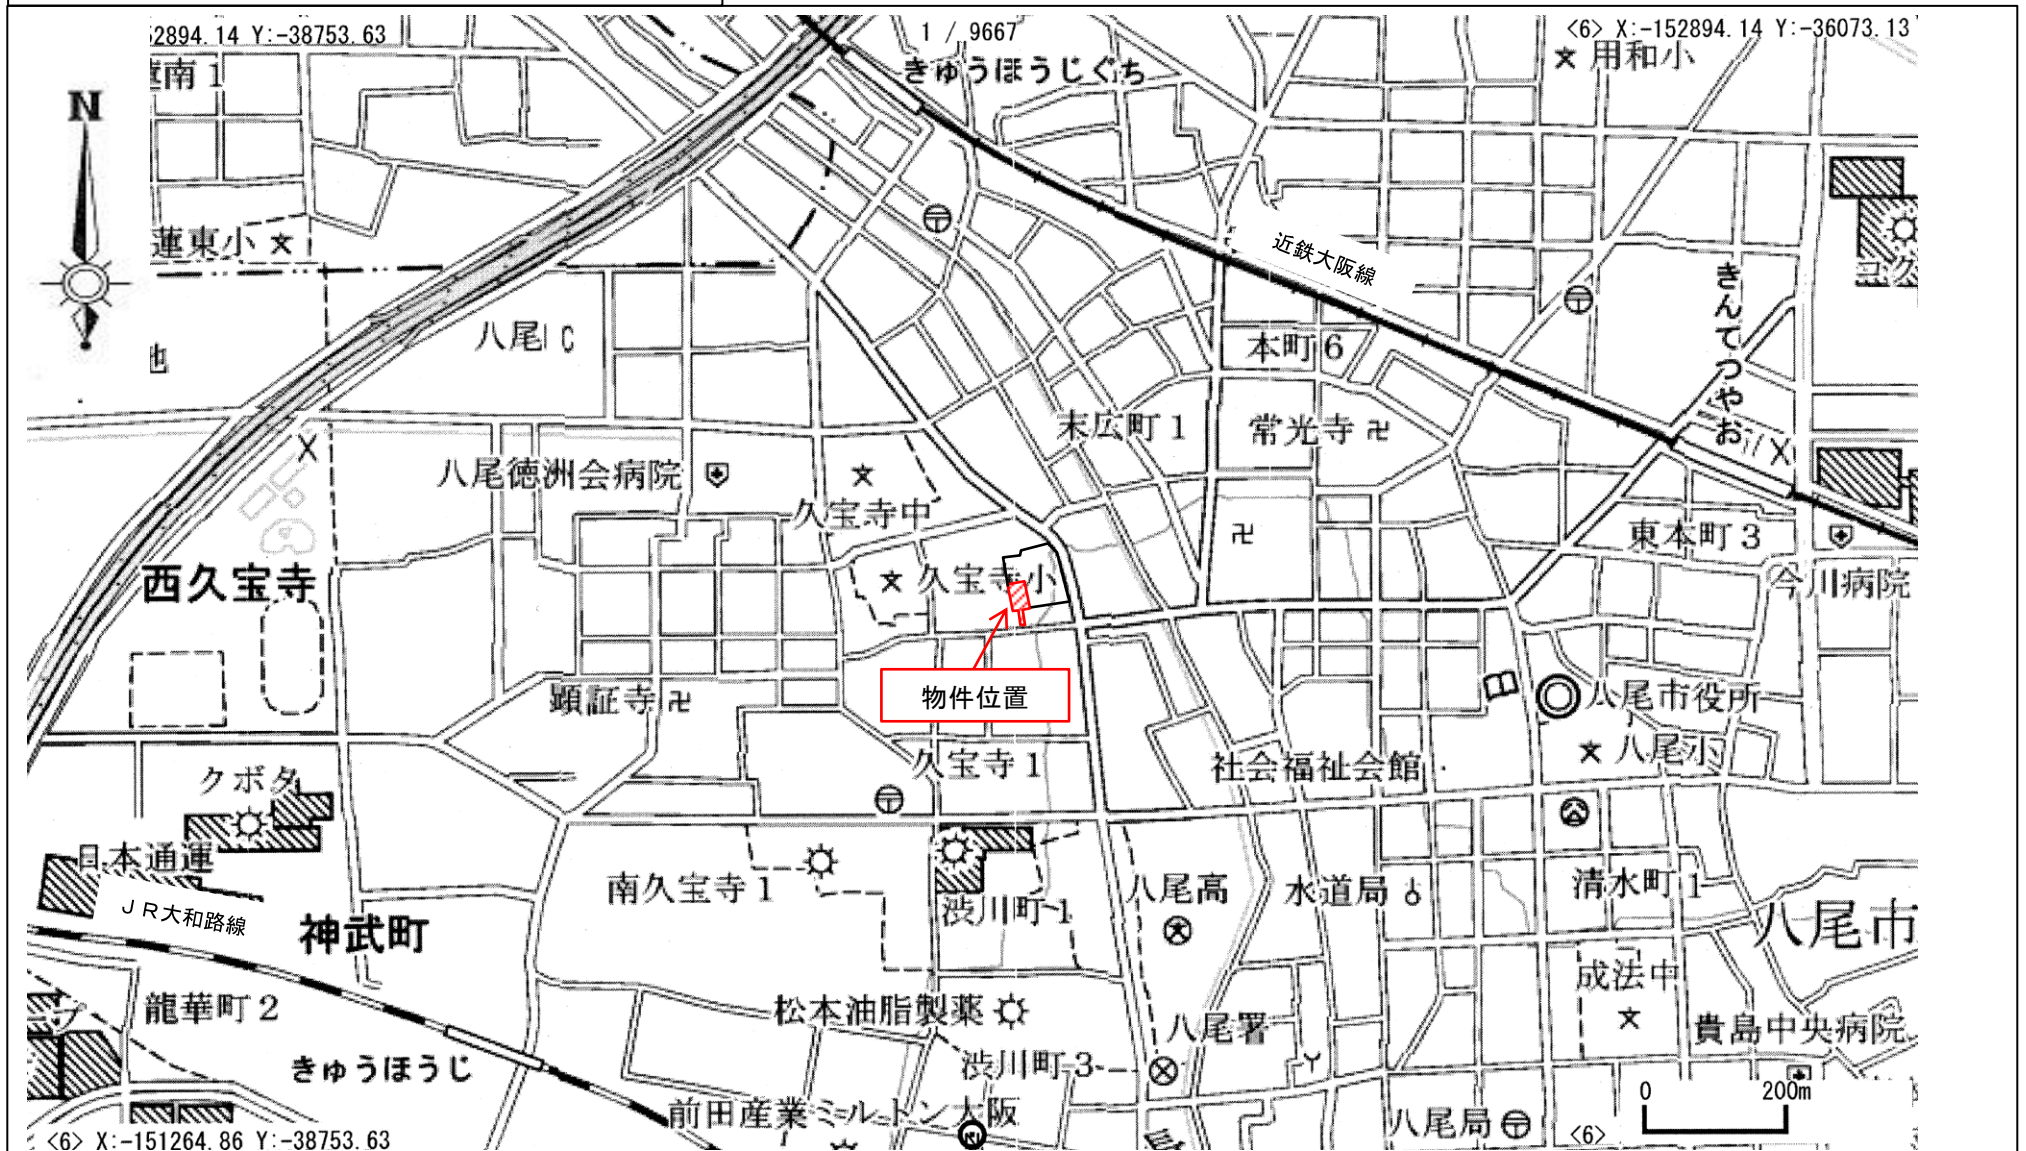 2894.14 Y:-38753.63
1 / 9667
<6> X:-152894.14 Y:-36073.13
南1
きゅうほうじぐち
用和小
N
蓮東小
近鉄大阪線
きんてつやお
八尾IC
本町6
池
末広町1
常光寺
八尾徳洲会病院
久宝寺中
東本町3
西久宝寺
久宝寺小
今川病院
物件位置
顕証寺
八尾市役所
久宝寺1
社会福祉会館
八尾小
クボタ
日本通運
南久宝寺1
八尾高
水道局
清水町1
JR大和路線
渋川町1
神武町
八尾市
成法中
龍華町2
松本油脂製薬
八尾署
貴島中央病院
きゅうほうじ
渋川町3
0 200m
前田産業ミルトン大阪
八尾局
<6>
<6> X:-151264.86 Y:-38753.63